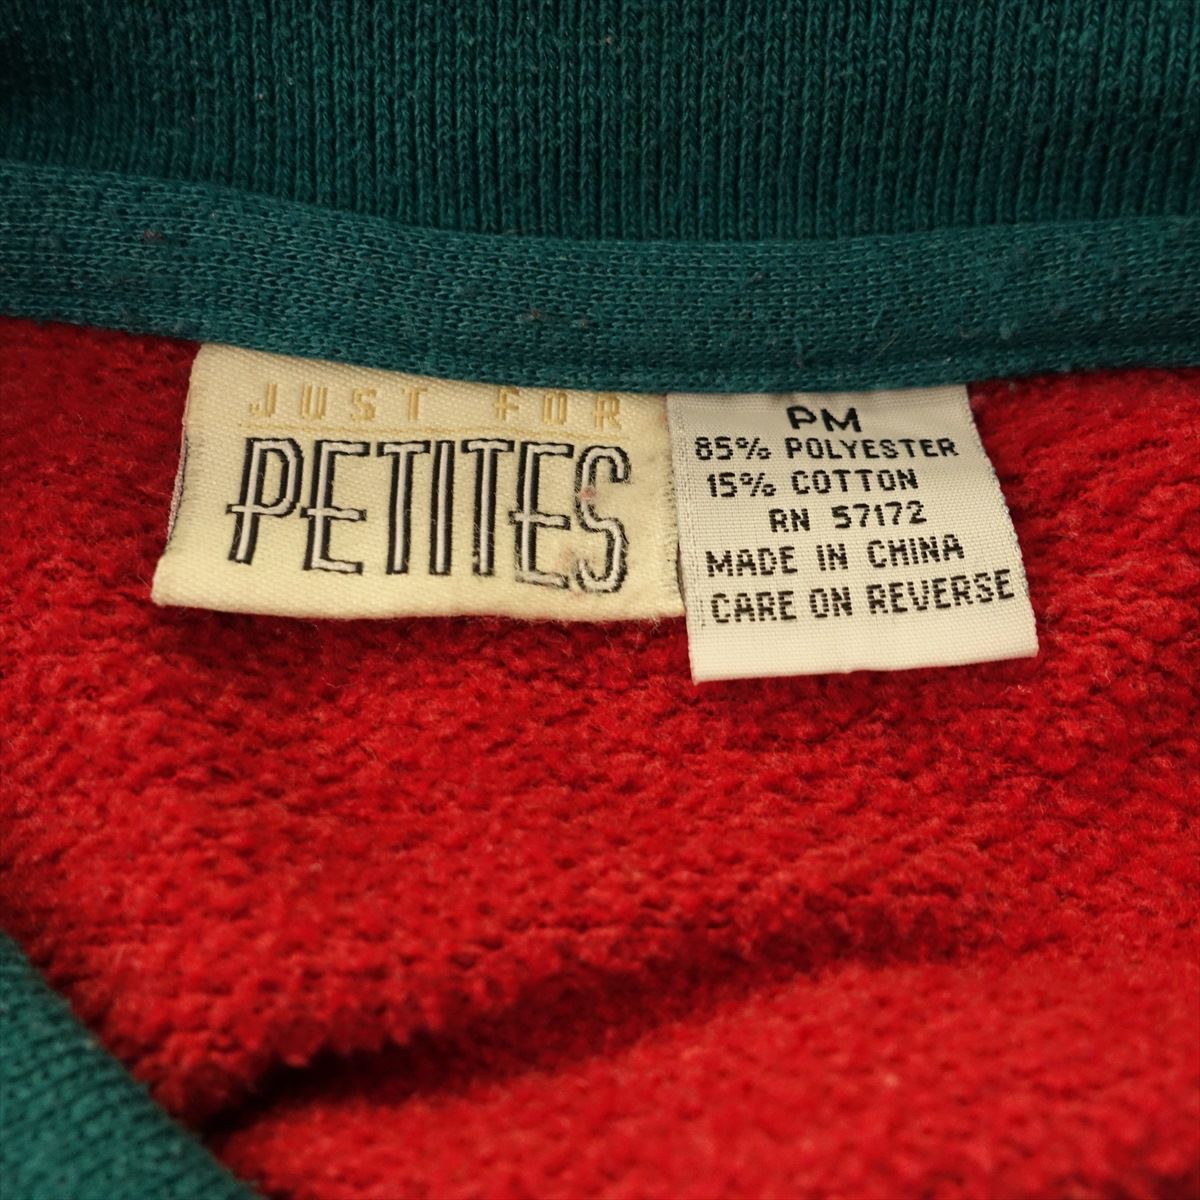 JUST FOR
PETITES
PM
85% POLYESTER
15% COTTON
RN 57172
MADE IN CHINA
CARE ON REVERSE